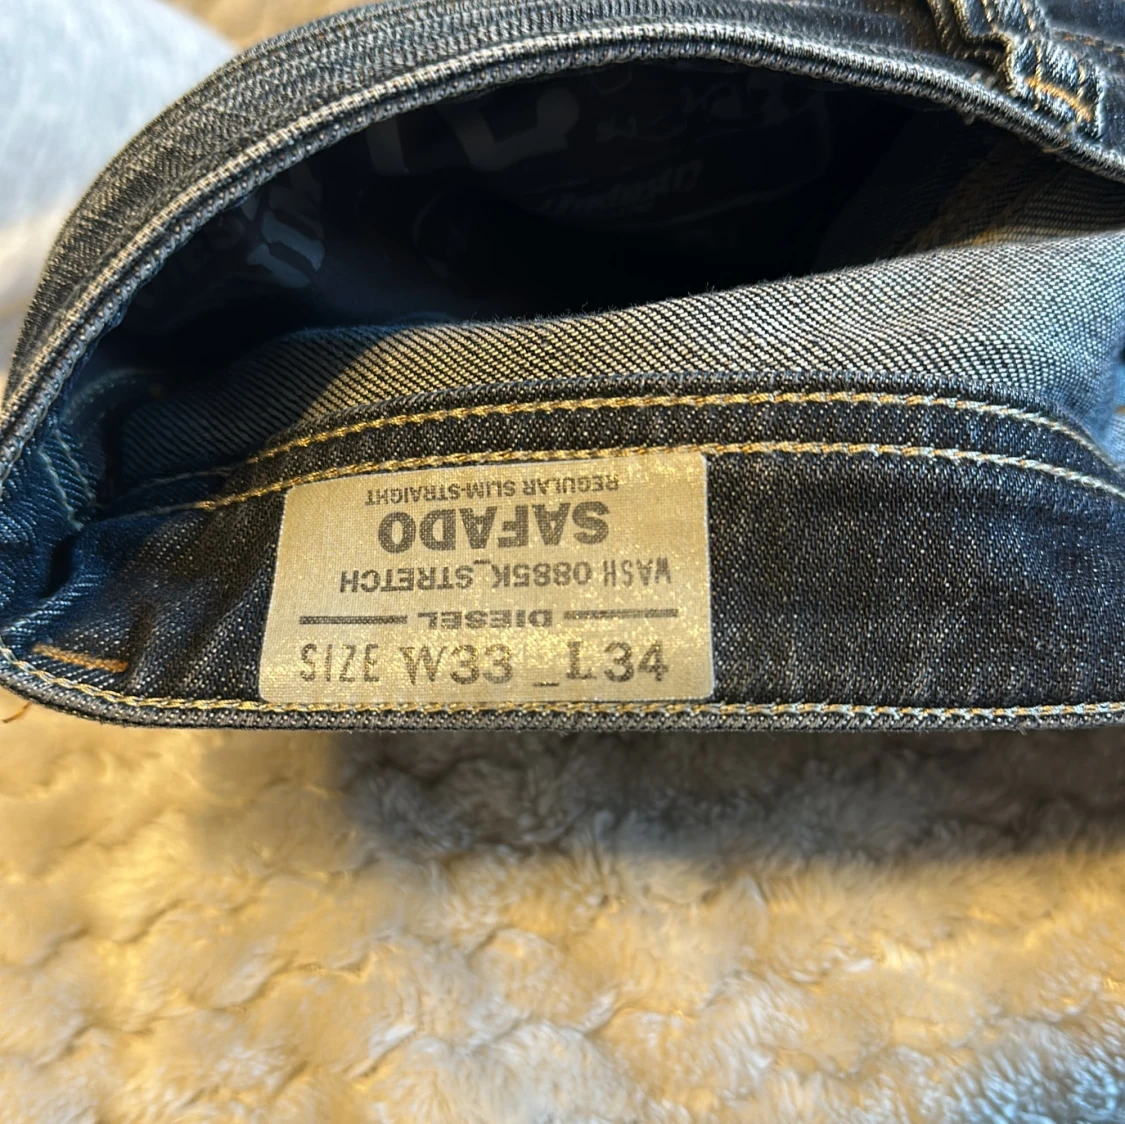 REGULAR SLIM-STRAIGHT
SAFADO
WASH 0885K_STRETCH
DIESEL
SIZE W33 _L34